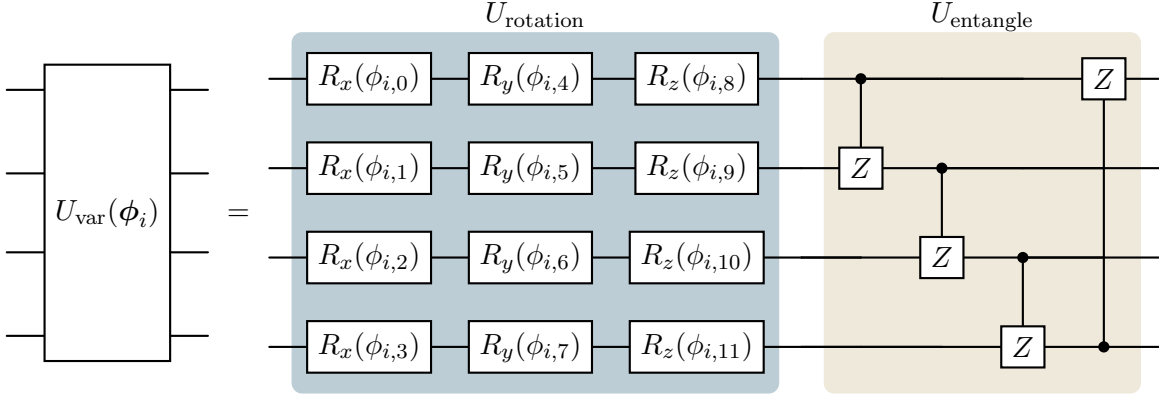 U_rotation U_entangle
R_x(ϕ_{i,0}) R_y(ϕ_{i,4}) R_z(ϕ_{i,8}) Z
R_x(ϕ_{i,1}) R_y(ϕ_{i,5}) R_z(ϕ_{i,9}) Z
U_var(ϕ_i) =
R_x(ϕ_{i,2}) R_y(ϕ_{i,6}) R_z(ϕ_{i,10}) Z
R_x(ϕ_{i,3}) R_y(ϕ_{i,7}) R_z(ϕ_{i,11}) Z